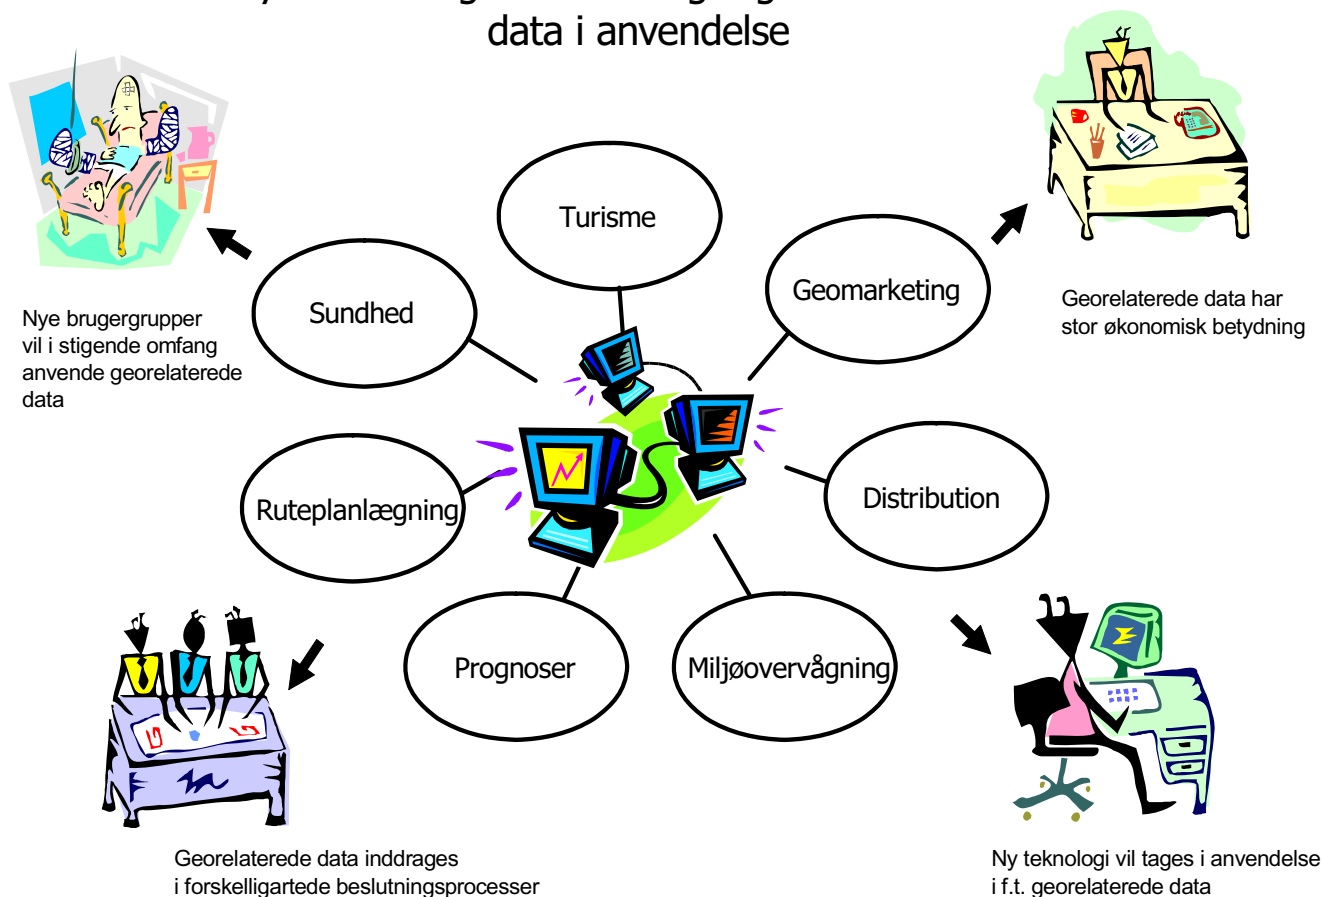 data i anvendelse
Turisme
Geomarketing
Sundhed
Georelaterede data har
stor økonomisk betydning
Nye brugergrupper
vil i stigende omfang
anvende georelaterede
data
Ruteplanlægning
Distribution
Prognoser
Miljøovervågning
Georelaterede data inddrages
i forskelligartede beslutningsprocesser
Ny teknologi vil tages i anvendelse
i f.t. georelaterede data